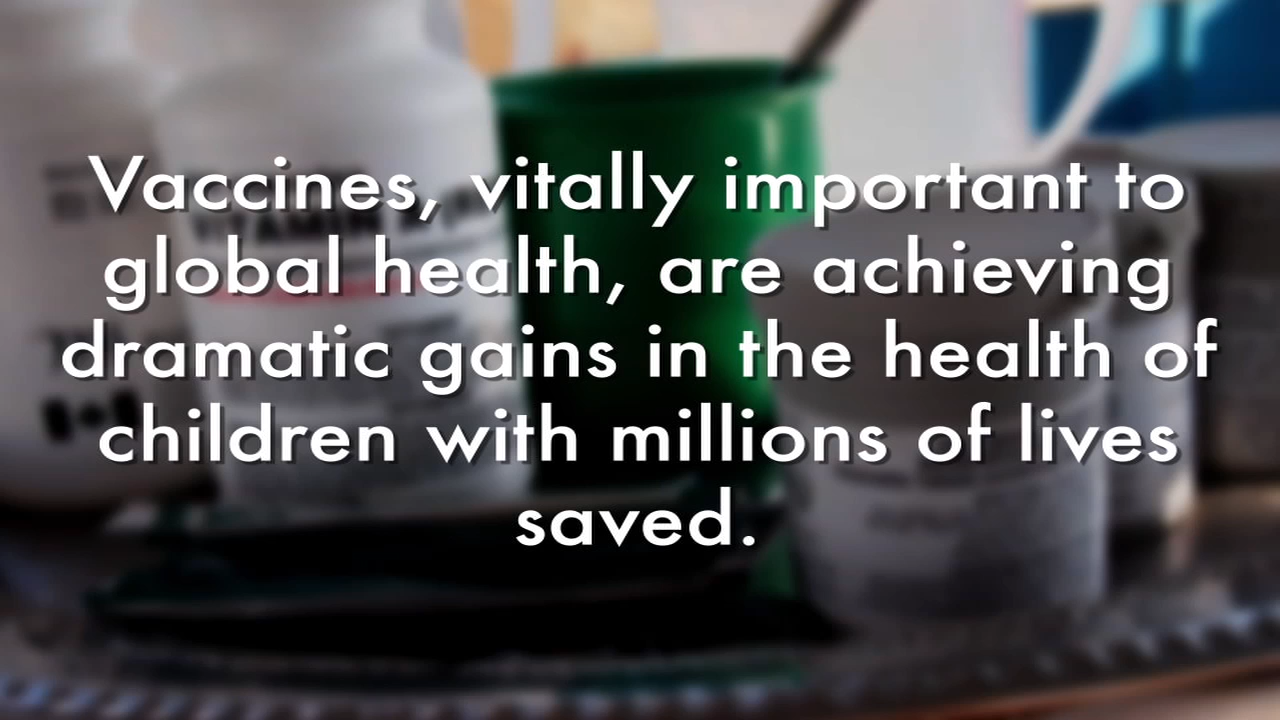 Vaccines, vitally important to
global health, are achieving
dramatic gains in the health of
children with millions of lives
saved.